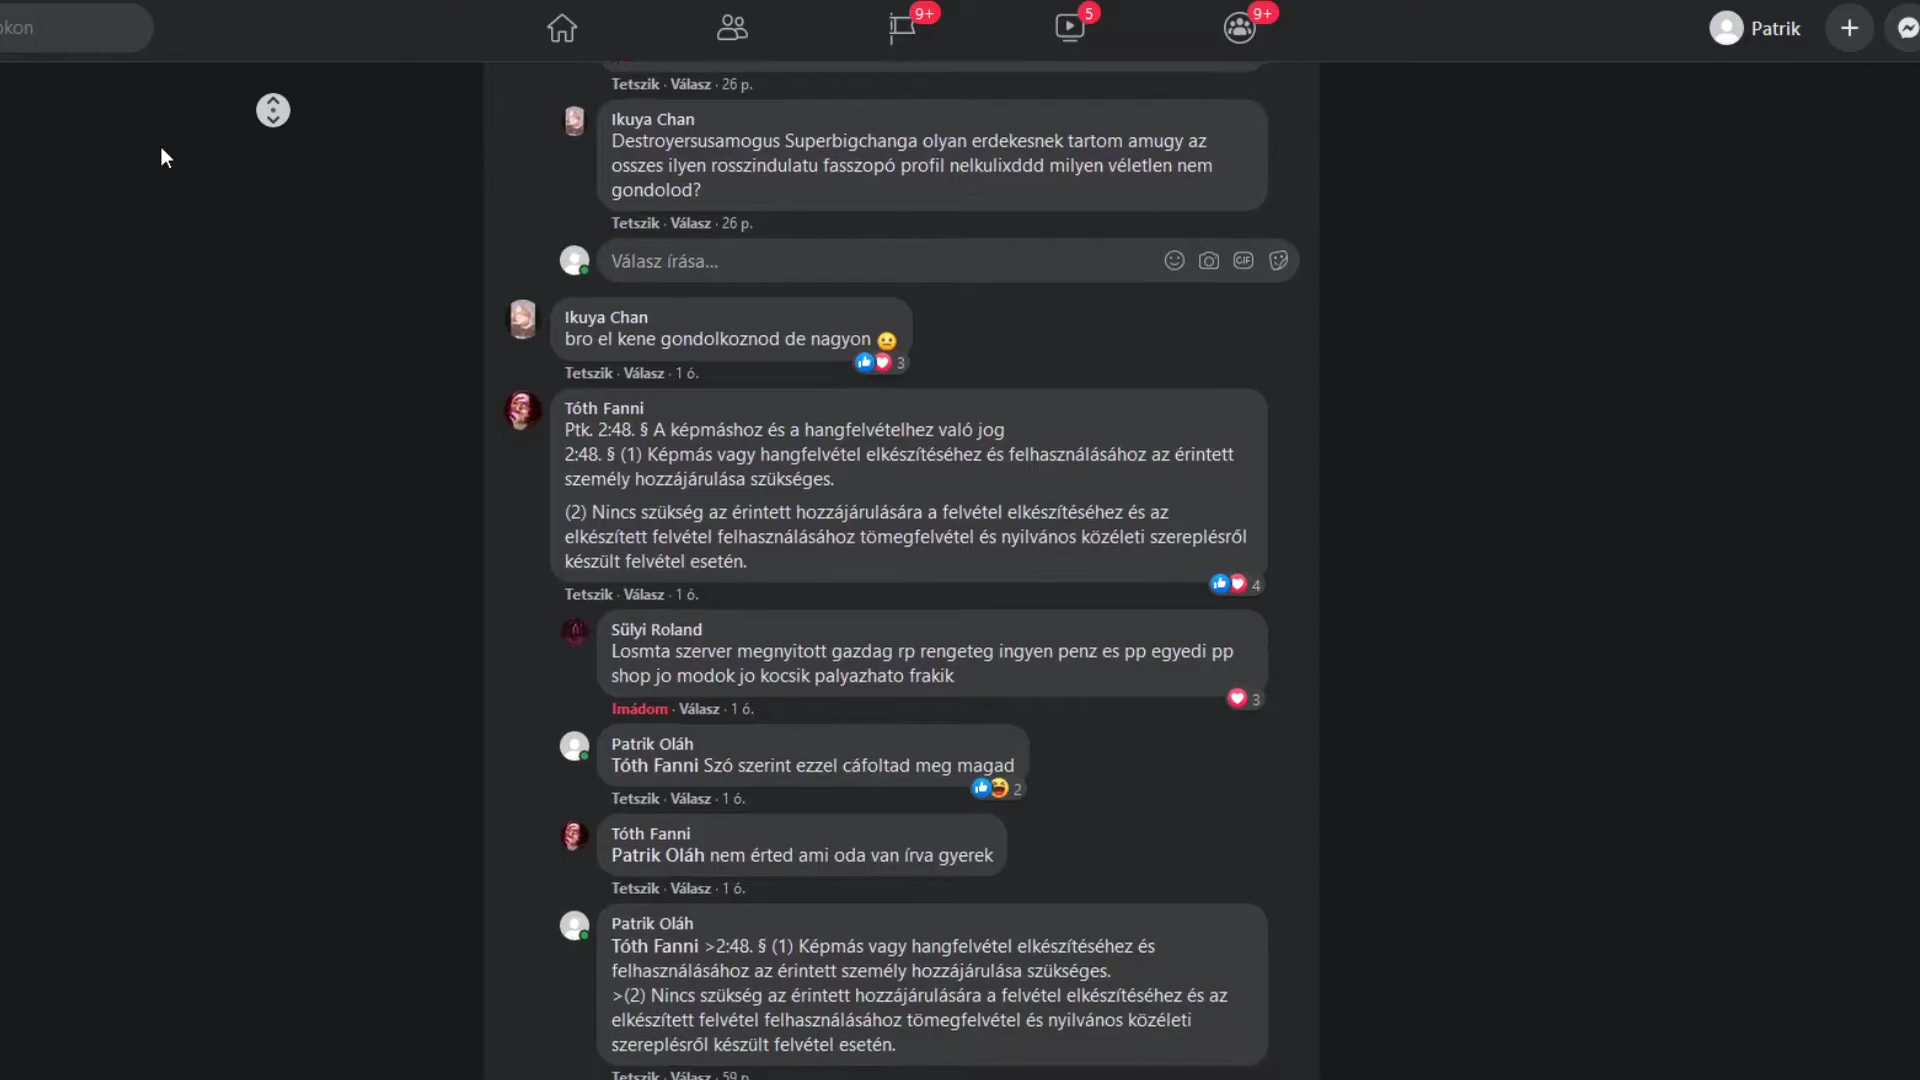 okon
9+
5
9+
Patrik
Tetszik · Válasz · 26 p.
Ikuya Chan
Destroyersusamogus Superbigchanga olyan erdekesnek tartom amugy az
osszes ilyen rosszindulatu fasszopó profil nelkulixddd milyen véletlen nem
gondolod?
Tetszik · Válasz · 26 p.
Válasz írása...
GIF
Ikuya Chan
bro el kene gondolkoznod de nagyon 😐
3
Tetszik · Válasz · 1 ó.
Tóth Fanni
Ptk. 2:48. § A képmáshoz és a hangfelvételhez való jog
2:48. § (1) Képmás vagy hangfelvétel elkészítéséhez és felhasználásához az érintett
személy hozzájárulása szükséges.
(2) Nincs szükség az érintett hozzájárulására a felvétel elkészítéséhez és az
elkészített felvétel felhasználásához tömegfelvétel és nyilvános közéleti szereplésről
készült felvétel esetén.
4
Tetszik · Válasz · 1 ó.
Sülyi Roland
Losmta szerver megnyitott gazdag rp rengeteg ingyen penz es pp egyedi pp
shop jo modok jo kocsik palyazhato frakik
3
Imádom · Válasz · 1 ó.
Patrik Oláh
Tóth Fanni Szó szerint ezzel cáfoltad meg magad
2
Tetszik · Válasz · 1 ó.
Tóth Fanni
Patrik Oláh nem érted ami oda van írva gyerek
Tetszik · Válasz · 1 ó.
Patrik Oláh
Tóth Fanni >2:48. § (1) Képmás vagy hangfelvétel elkészítéséhez és
felhasználásához az érintett személy hozzájárulása szükséges.
>(2) Nincs szükség az érintett hozzájárulására a felvétel elkészítéséhez és az
elkészített felvétel felhasználásához tömegfelvétel és nyilvános közéleti
szereplésről készült felvétel esetén.
Tetszik · Válasz · 59 p.